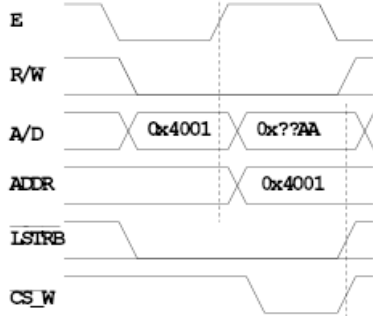 E
R/W
A/D 0x4001 0x??AA
ADDR 0x4001
LSTRB
CS_W